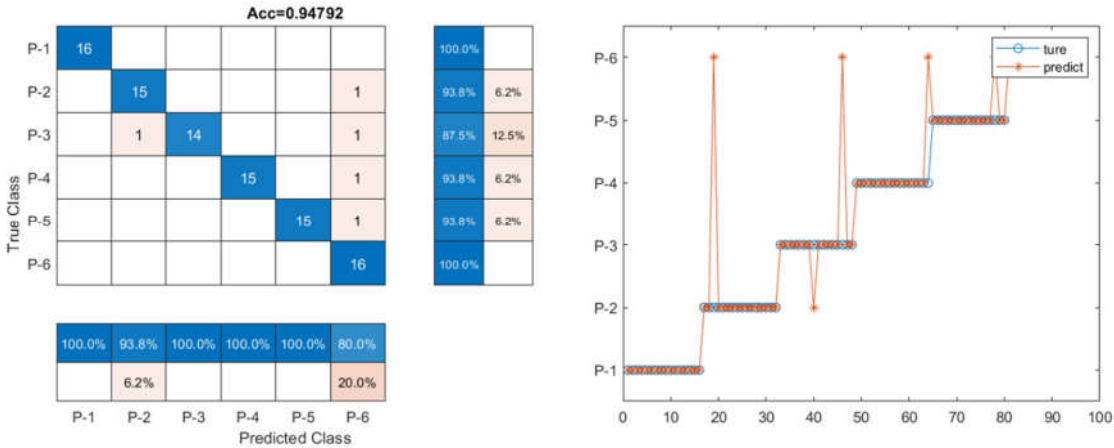 Acc=0.94792
True Class
P-1 16 100.0%
P-2 15 1 93.8% 6.2%
P-3 1 14 1 87.5% 12.5%
P-4 15 1 93.8% 6.2%
P-5 15 1 93.8% 6.2%
P-6 16 100.0%
100.0% 93.8% 100.0% 100.0% 100.0% 80.0%
6.2% 20.0%
P-1 P-2 P-3 P-4 P-5 P-6
Predicted Class
ture
predict
P-6
P-5
P-4
P-3
P-2
P-1
0 10 20 30 40 50 60 70 80 90 100